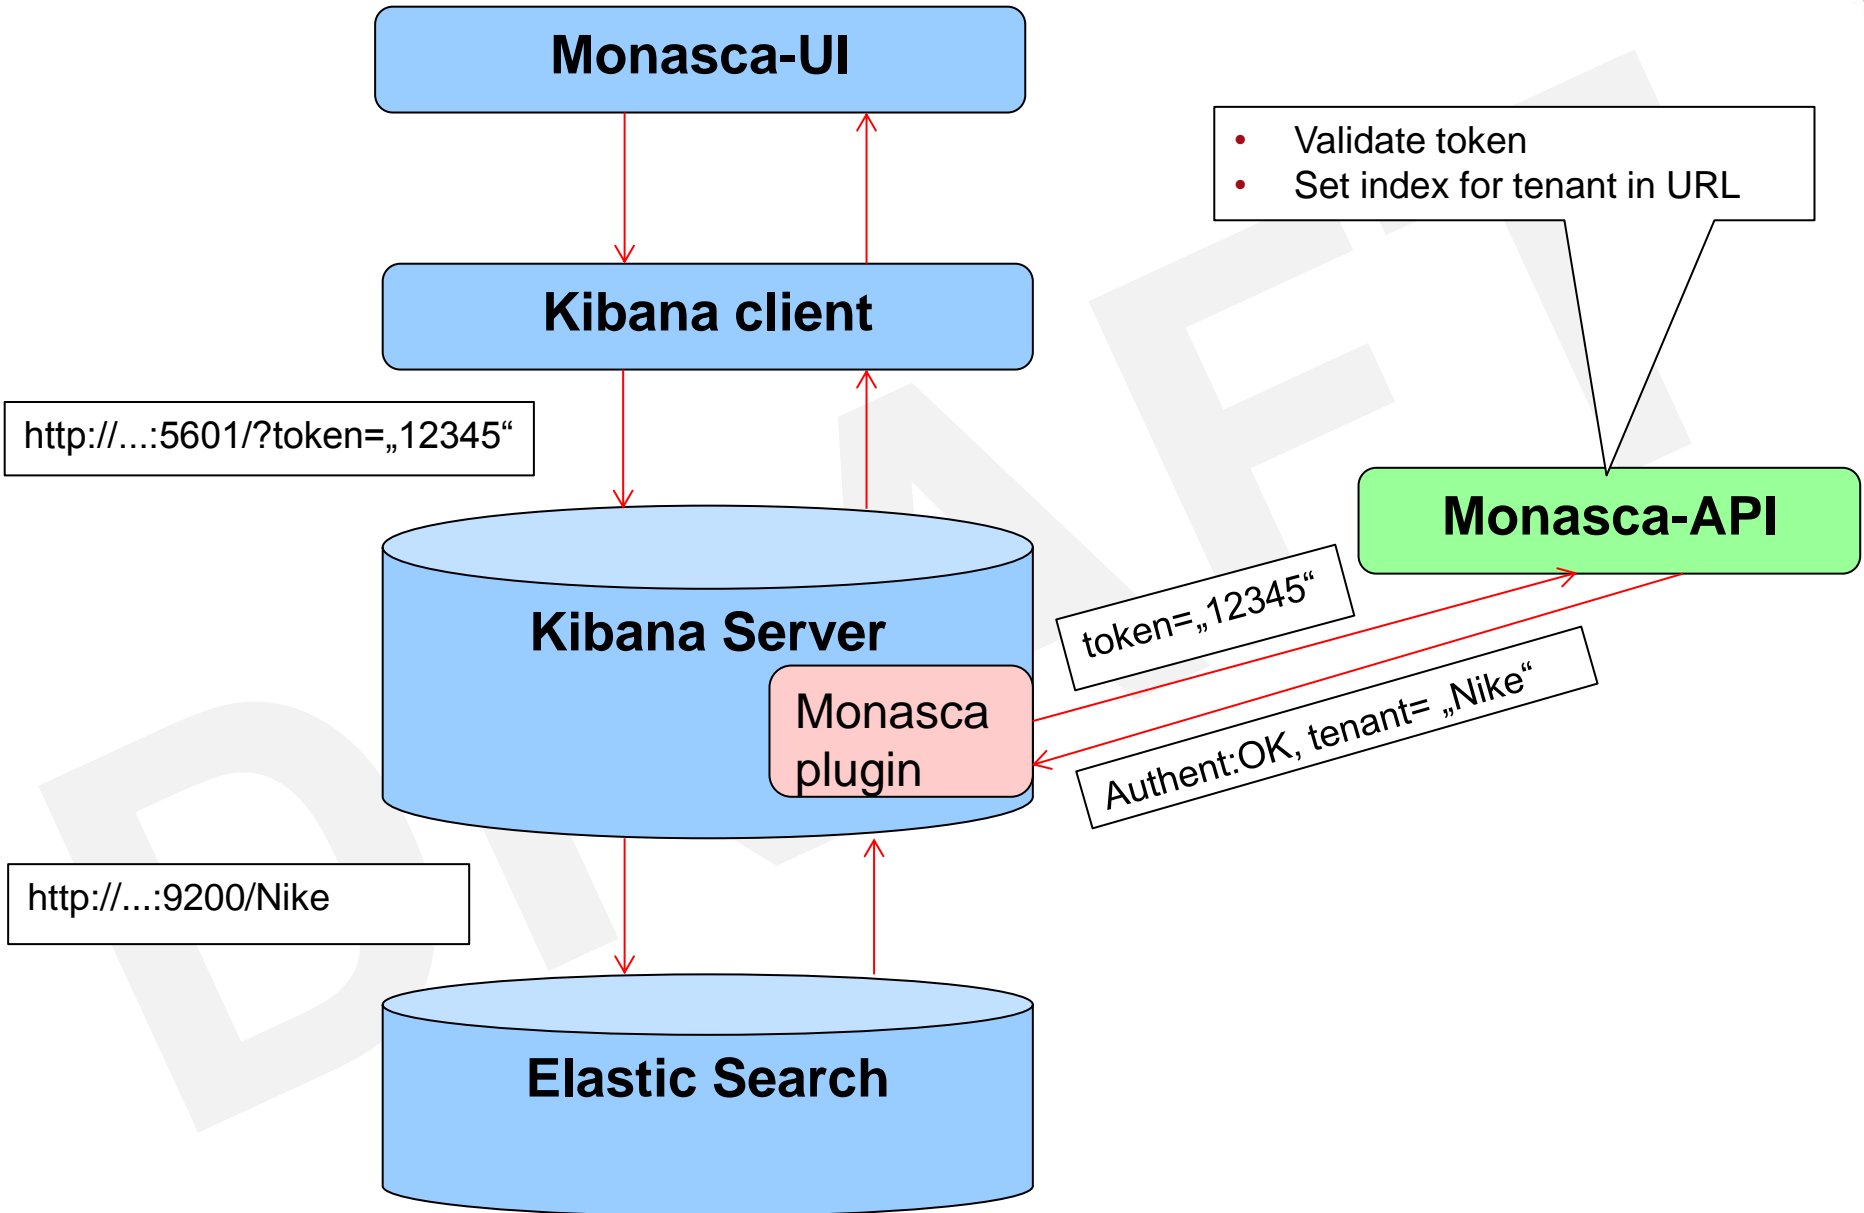 Monasca-UI
• Validate token
• Set index for tenant in URL
Kibana client
http://...:5601/?token=„12345“
Monasca-API
Kibana Server
token=„12345“
Monasca
plugin
Authent:OK, tenant= „Nike“
http://...:9200/Nike
Elastic Search
DRAFT